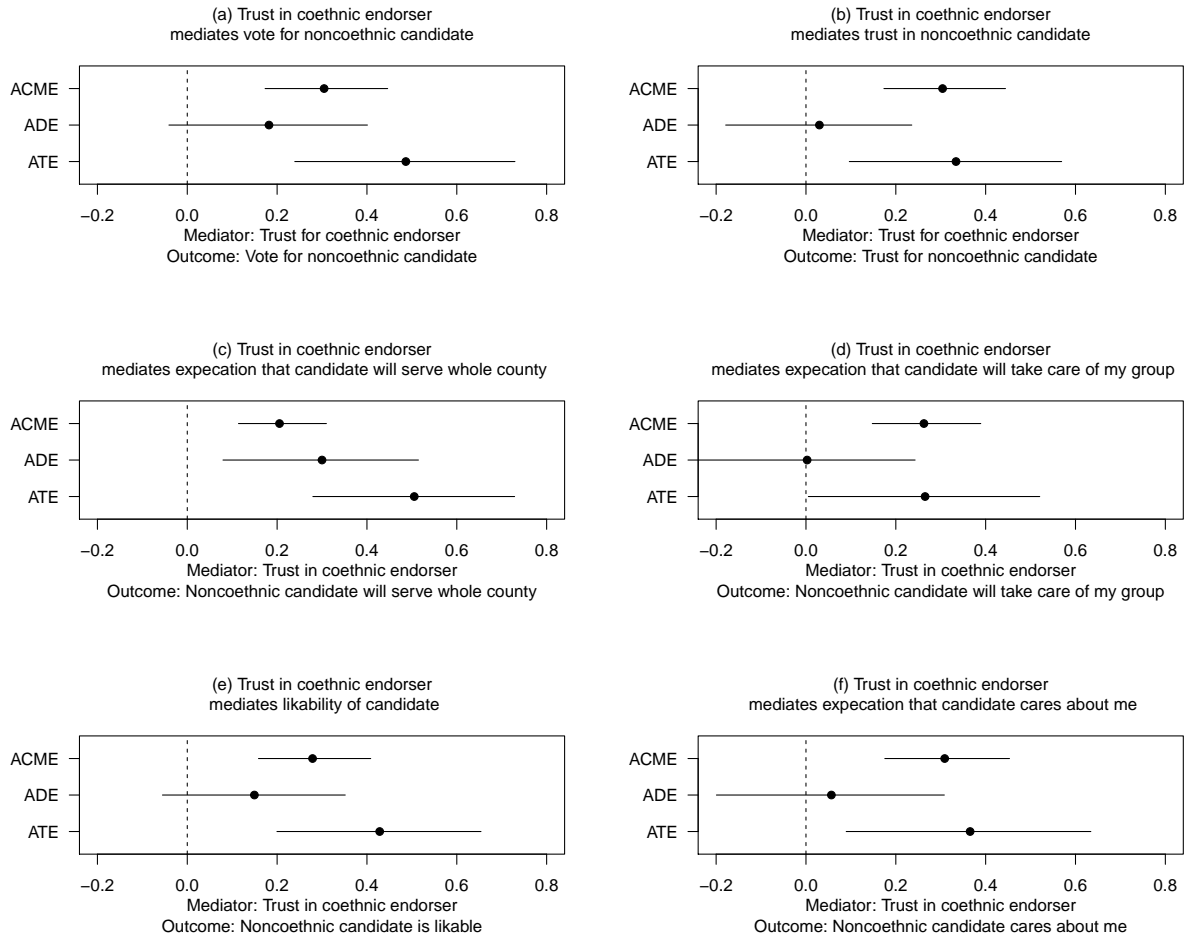 (a) Trust in coethnic endorser
mediates vote for noncoethnic candidate
ACME
ADE
ATE
−0.2 0.0 0.2 0.4 0.6 0.8
Mediator: Trust for coethnic endorser
Outcome: Vote for noncoethnic candidate
(b) Trust in coethnic endorser
mediates trust in noncoethnic candidate
ACME
ADE
ATE
−0.2 0.0 0.2 0.4 0.6 0.8
Mediator: Trust for coethnic endorser
Outcome: Trust for noncoethnic candidate
(c) Trust in coethnic endorser
mediates expecation that candidate will serve whole county
ACME
ADE
ATE
−0.2 0.0 0.2 0.4 0.6 0.8
Mediator: Trust in coethnic endorser
Outcome: Noncoethnic candidate will serve whole county
(d) Trust in coethnic endorser
mediates expecation that candidate will take care of my group
ACME
ADE
ATE
−0.2 0.0 0.2 0.4 0.6 0.8
Mediator: Trust in coethnic endorser
Outcome: Noncoethnic candidate will take care of my group
(e) Trust in coethnic endorser
mediates likability of candidate
ACME
ADE
ATE
−0.2 0.0 0.2 0.4 0.6 0.8
Mediator: Trust in coethnic endorser
Outcome: Noncoethnic candidate is likable
(f) Trust in coethnic endorser
mediates expecation that candidate cares about me
ACME
ADE
ATE
−0.2 0.0 0.2 0.4 0.6 0.8
Mediator: Trust in coethnic endorser
Outcome: Noncoethnic candidate cares about me